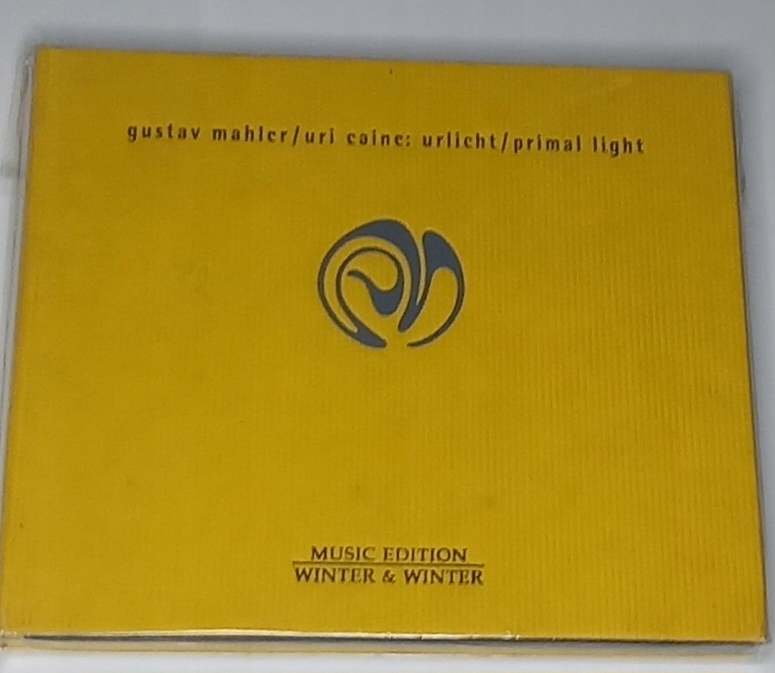 gustav mahler/uri caine: urlicht/primal light
MUSIC EDITION
WINTER & WINTER